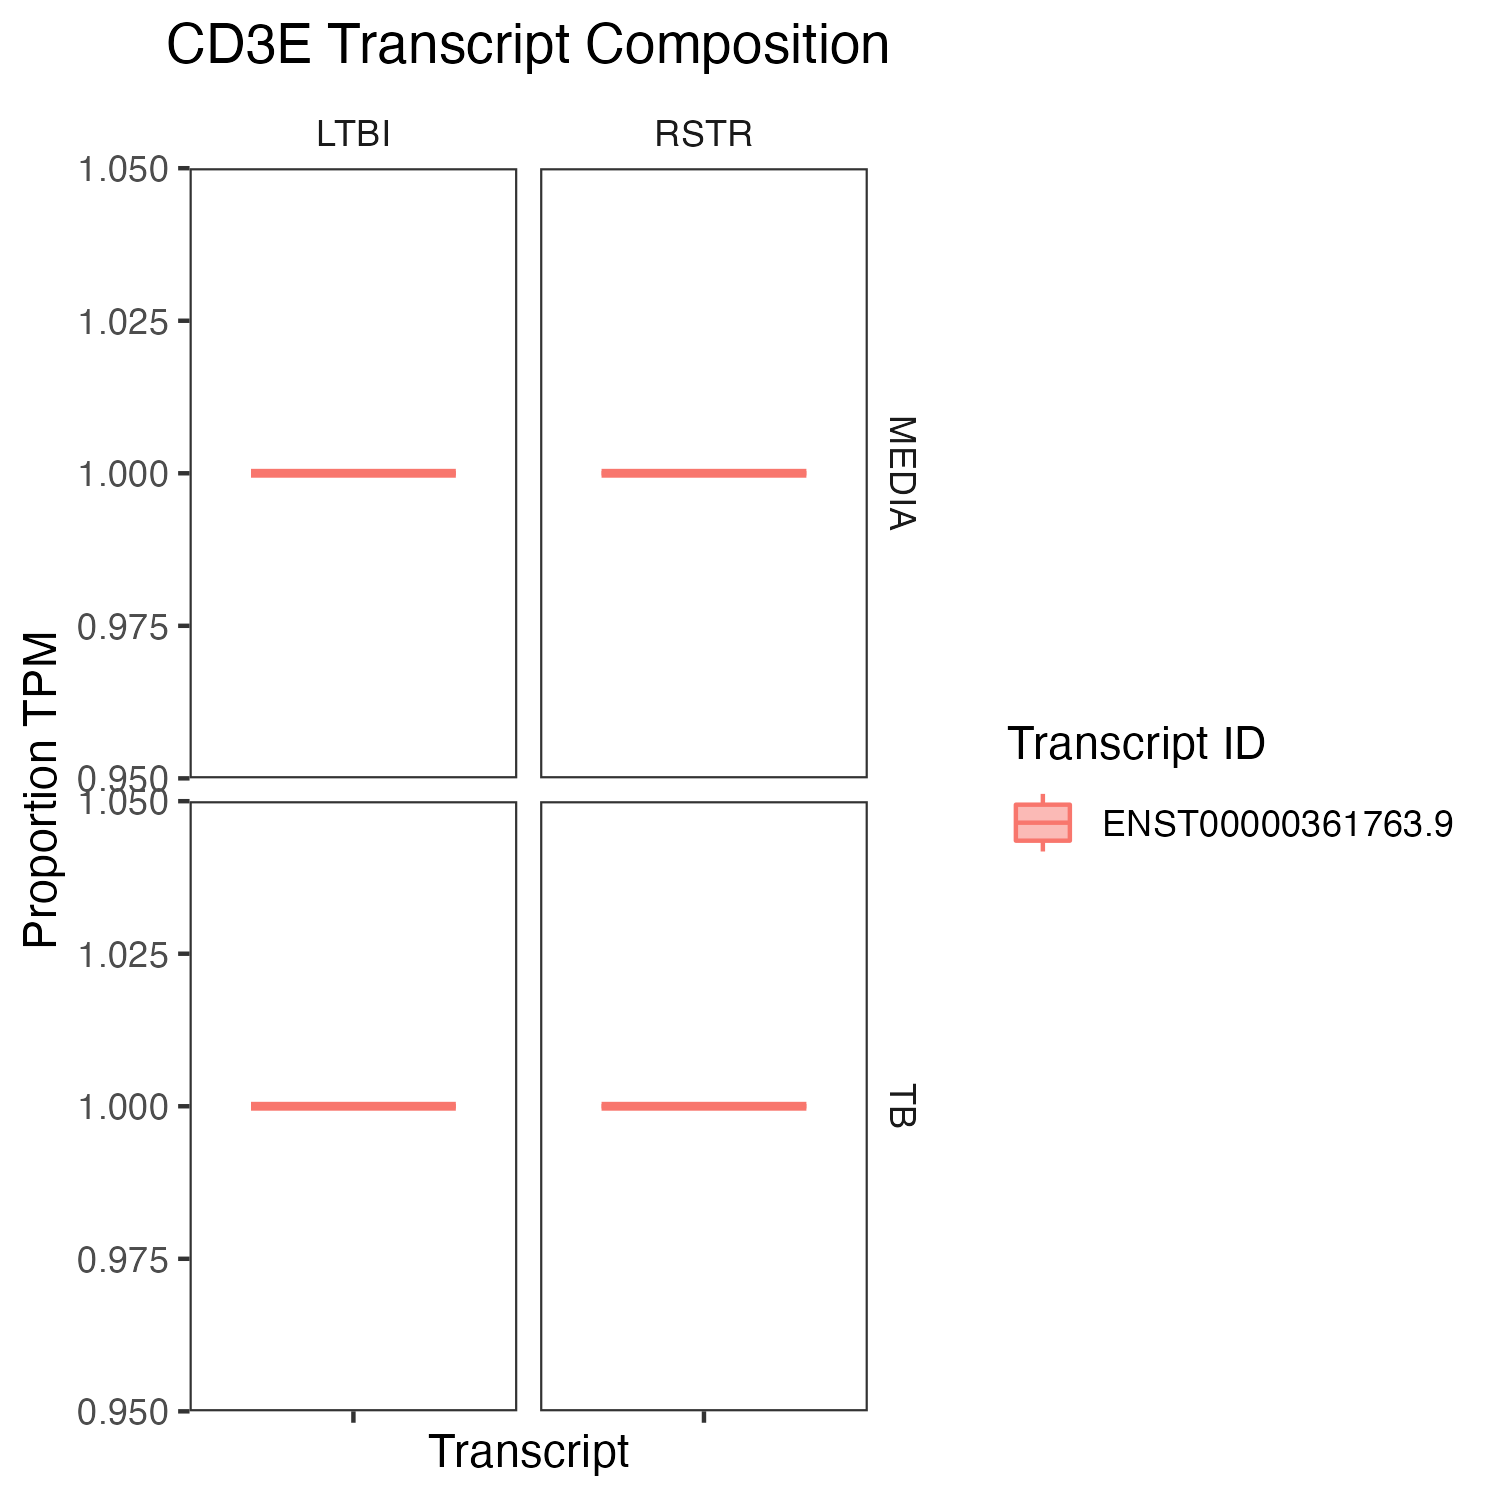 CD3E Transcript Composition
LTBI
RSTR
1.050
1.025
1.000
0.975
0.950
MEDIA
Proportion TPM
1.050
1.025
1.000
0.975
0.950
TB
Transcript
Transcript ID
ENST00000361763.9